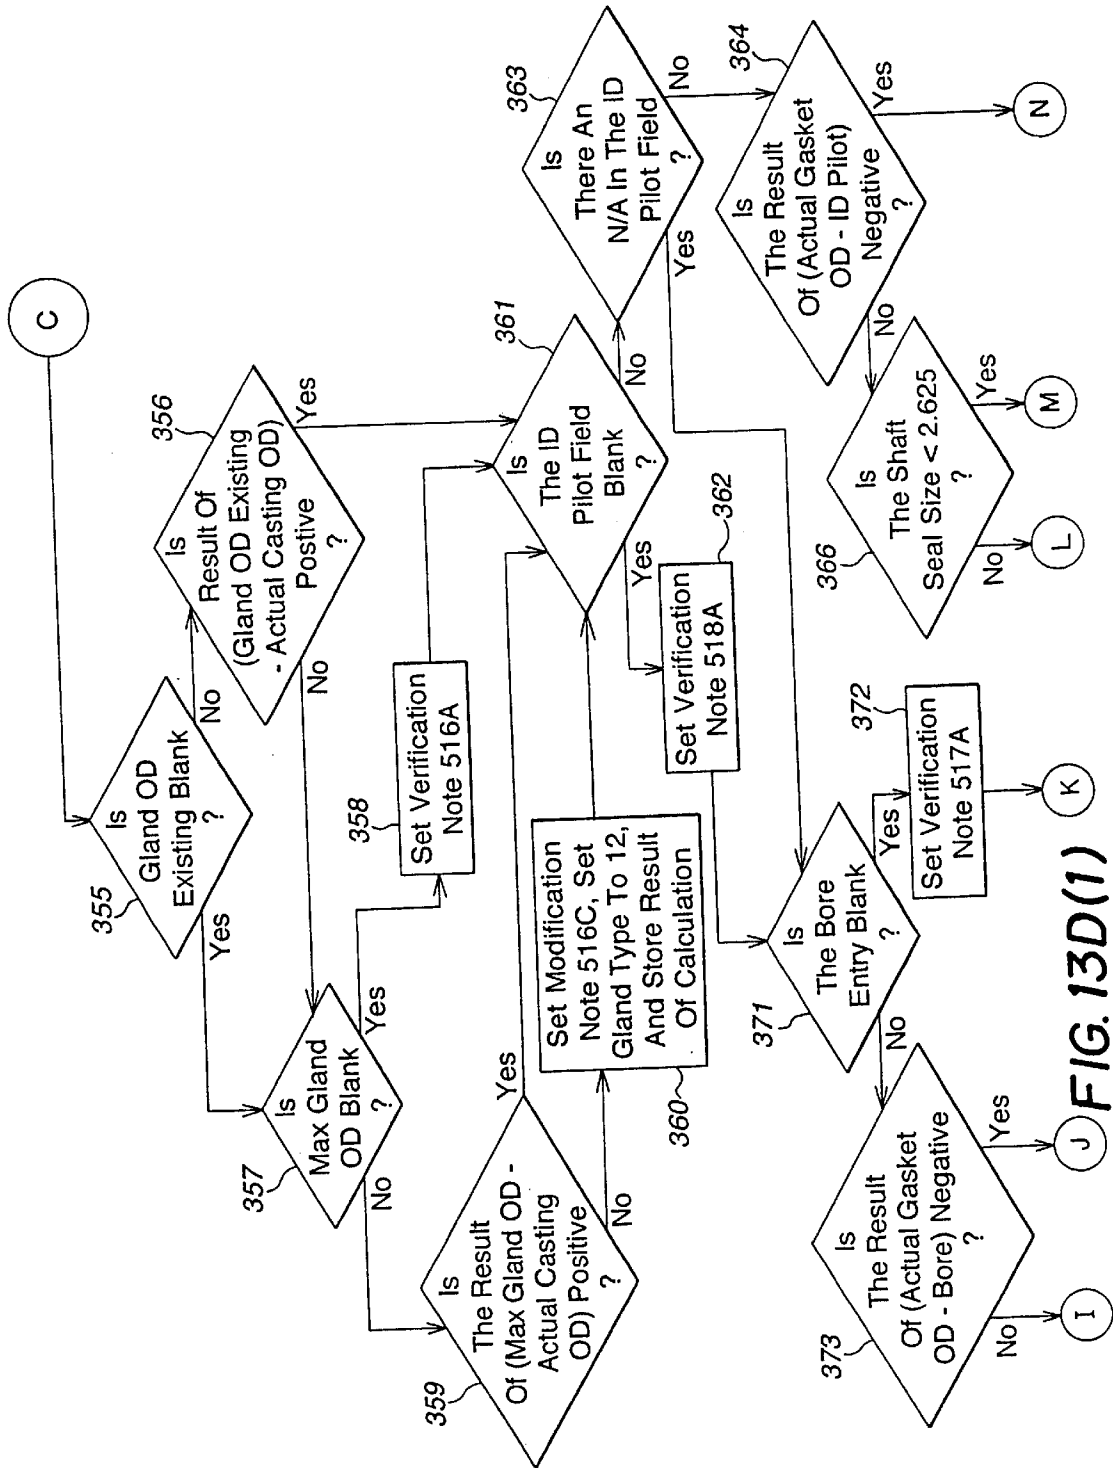 C
355
Is
Gland OD
Existing Blank
?
Yes
No
356
Is
Result Of
(Gland OD Existing
- Actual Casting OD)
Postive
?
No
Yes
357
Is
Max Gland
OD Blank
?
No
Yes
358
Set Verification
Note 516A
359
Is
The Result
Of (Max Gland OD -
Actual Casting
OD) Positive
?
Yes
No
360
Set Modification
Note 516C, Set
Gland Type To 12,
And Store Result
Of Calculation
361
Is
The ID
Pilot Field
Blank
?
Yes
No
362
Set Verification
Note 518A
363
Is
There An
N/A In The ID
Pilot Field
?
Yes
No
364
Is
The Result
Of (Actual Gasket
OD - ID Pilot)
Negative
?
No
Yes
366
Is
The Shaft
Seal Size < 2.625
?
No
Yes
371
Is
The Bore
Entry Blank
?
No
Yes
372
Set Verification
Note 517A
373
Is
The Result
Of (Actual Gasket
OD - Bore) Negative
?
No
Yes
I
J
K
L
M
N
FIG. 13D(1)